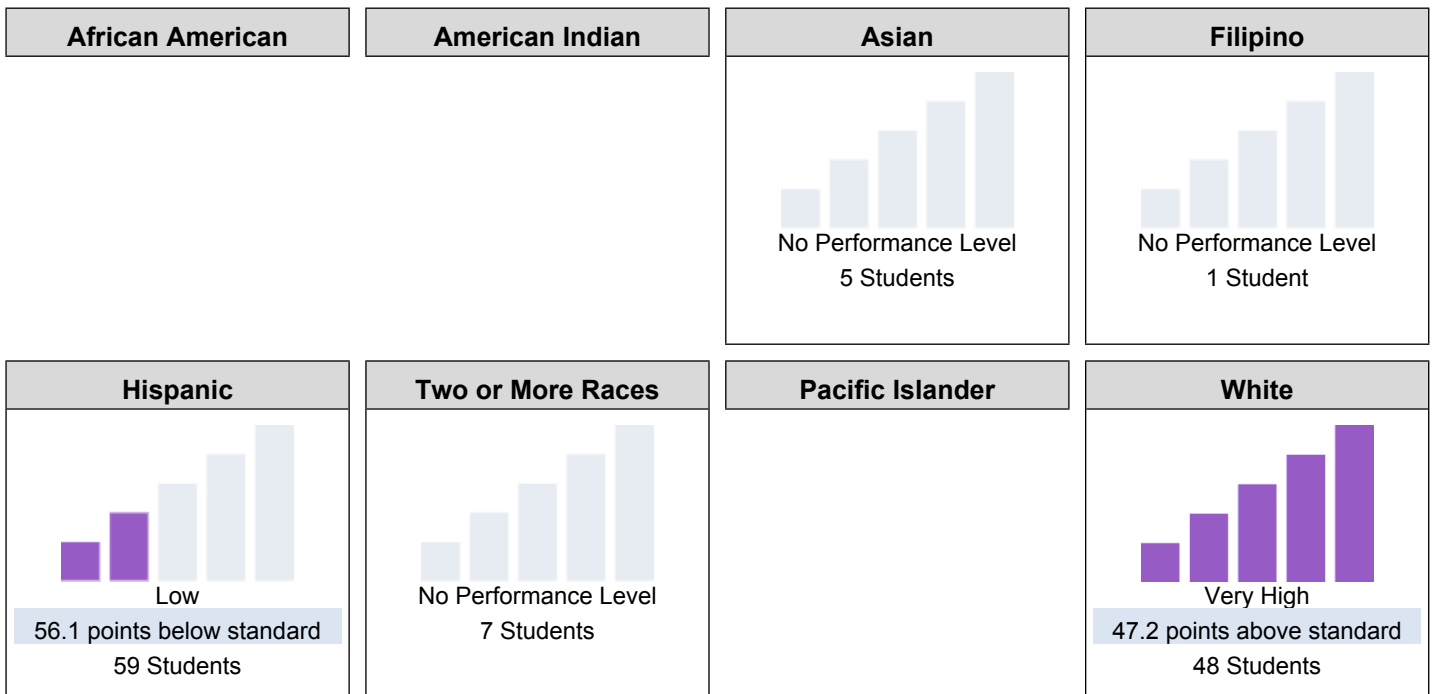 African American
American Indian
Asian
Filipino
No Performance Level
5 Students
No Performance Level
1 Student
Hispanic
Two or More Races
Pacific Islander
White
Low
56.1 points below standard
59 Students
No Performance Level
7 Students
Very High
47.2 points above standard
48 Students